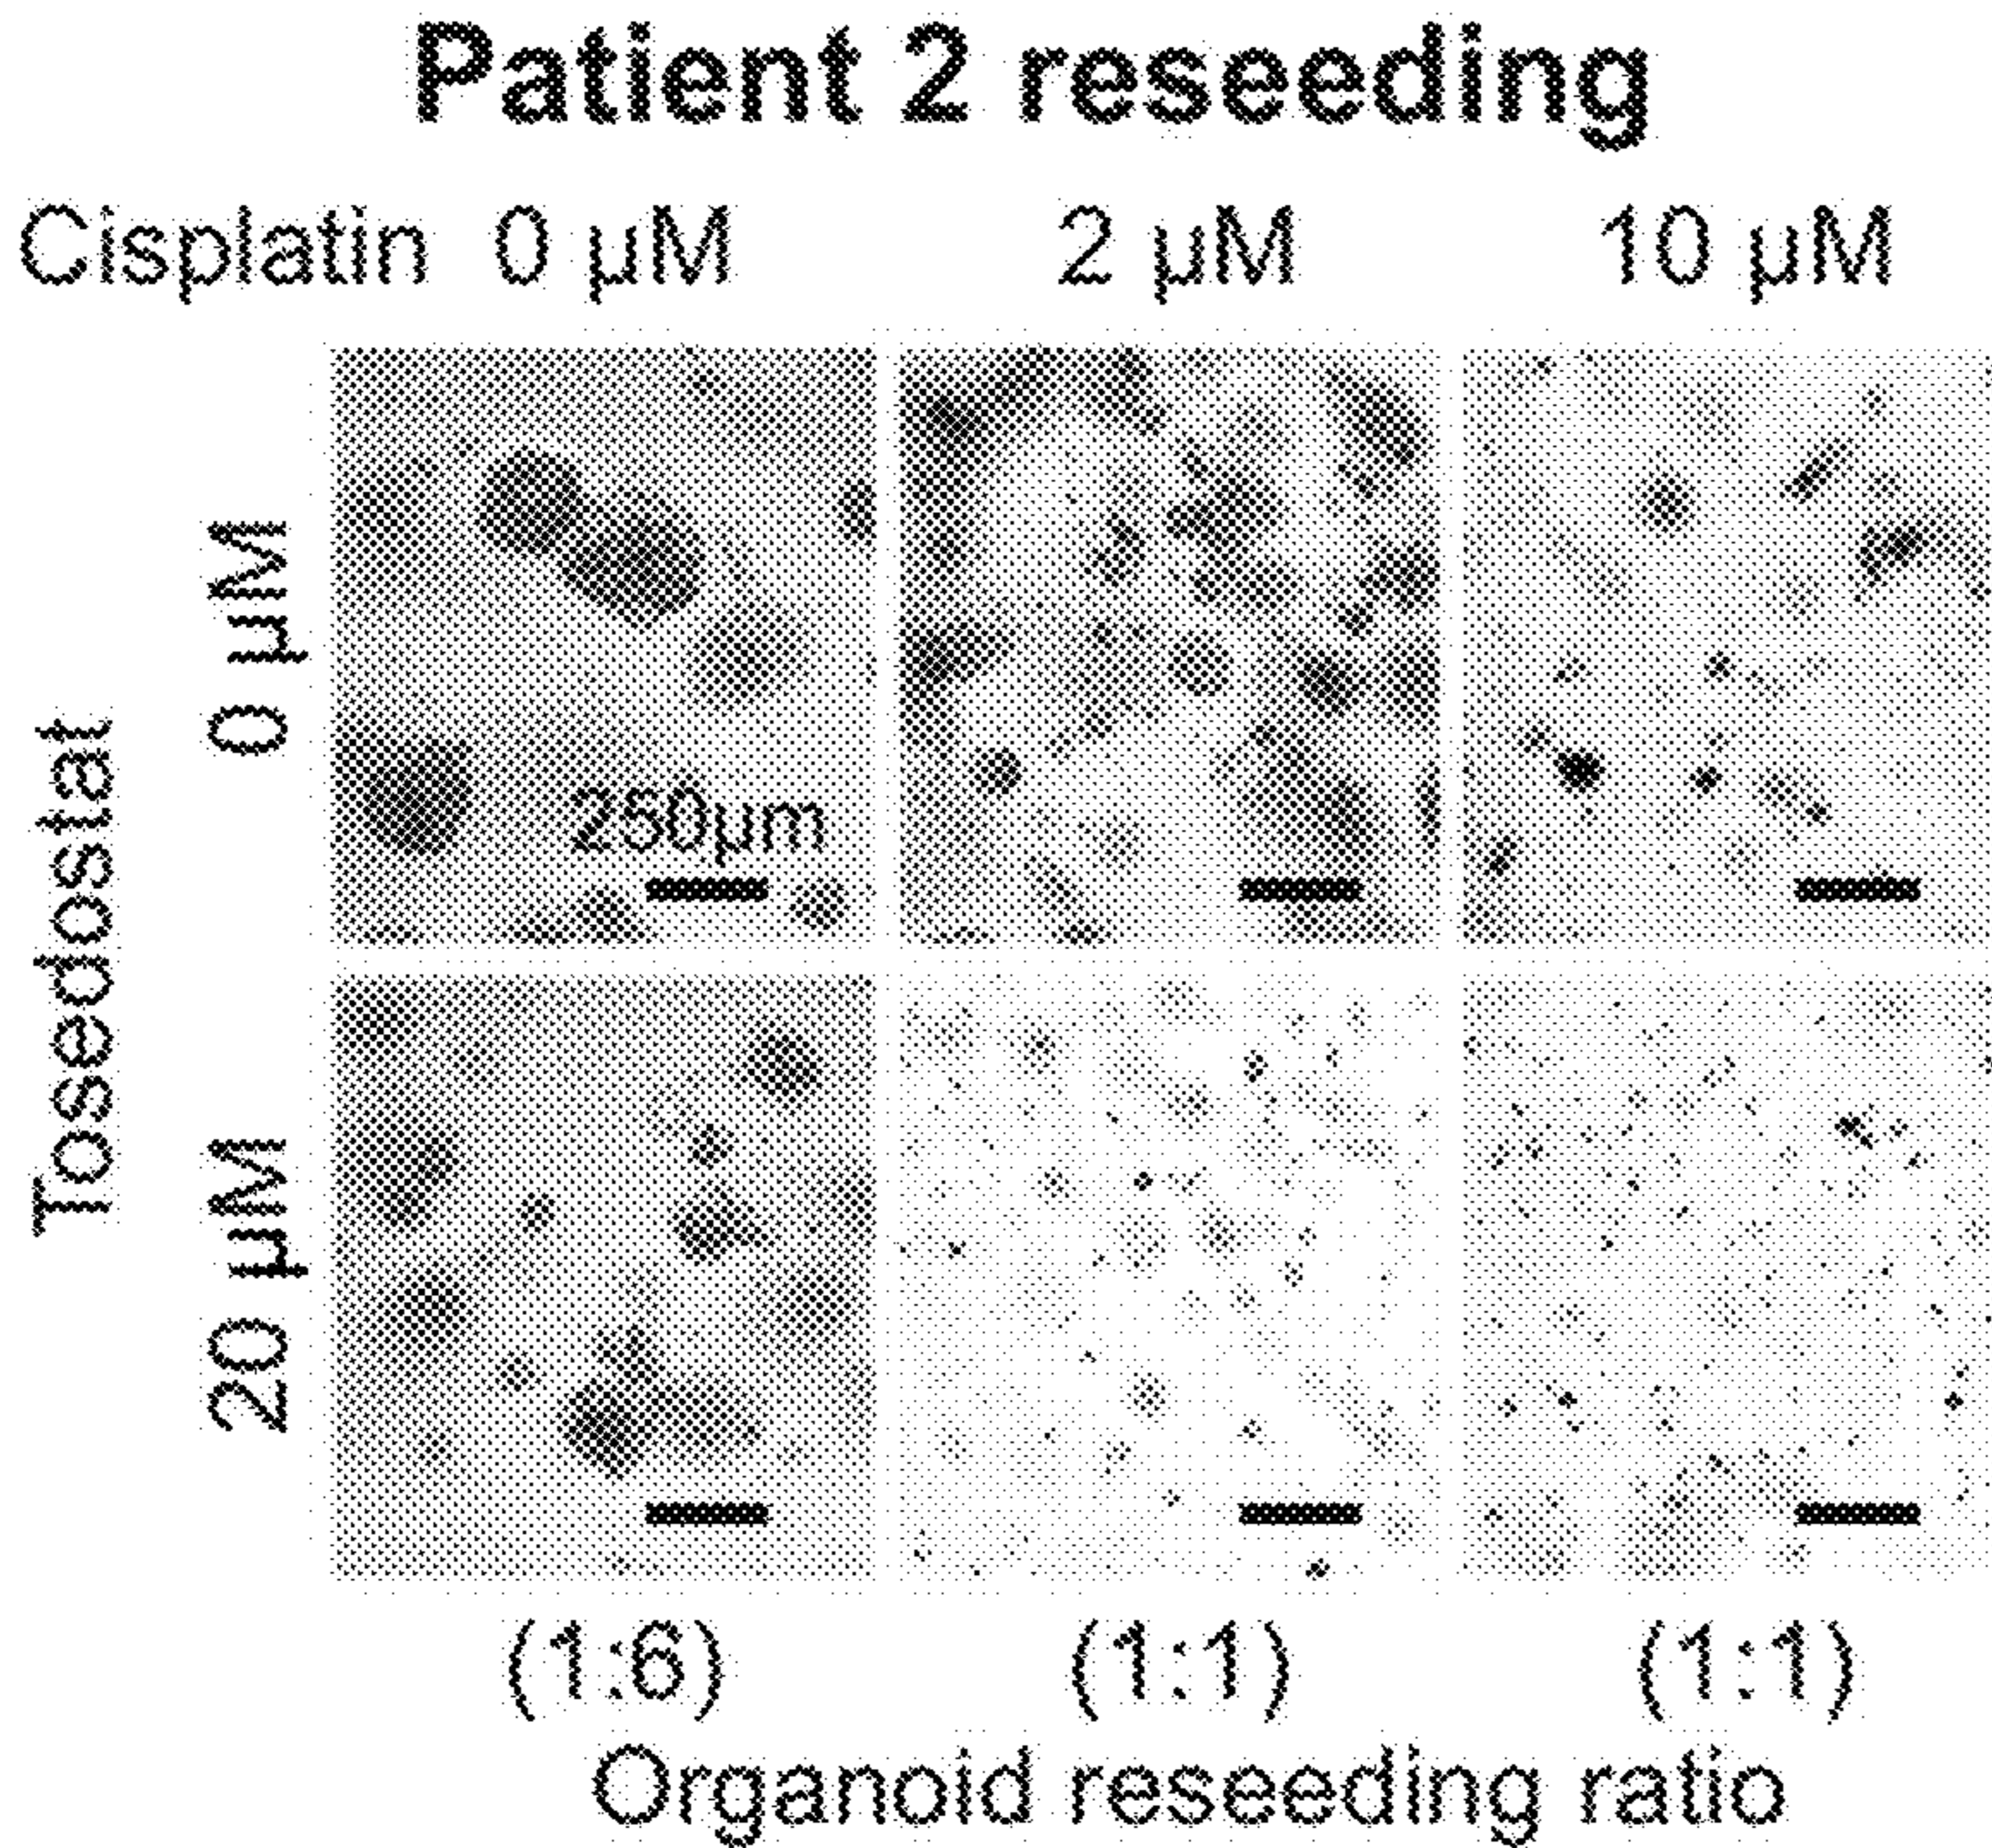 Patient 2 reseeding
Cisplatin 0 µM 2 µM 10 µM
Tosedostat
0 µM
250µm
20 µM
(1:6) (1:1) (1:1)
Organoid reseeding ratio